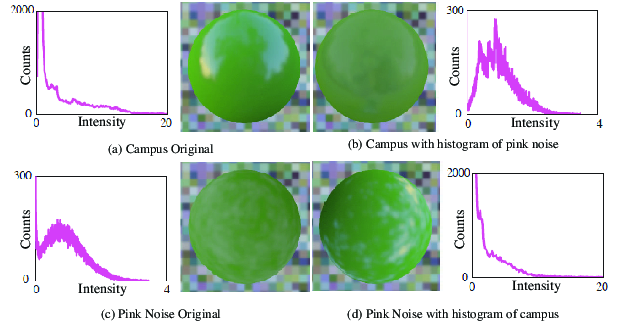 2000
Counts
0
0
Intensity
20
(a) Campus Original
300
Counts
0
0
Intensity
4
(b) Campus with histogram of pink noise
300
Counts
0
0
Intensity
4
(c) Pink Noise Original
2000
Counts
0
0
Intensity
20
(d) Pink Noise with histogram of campus